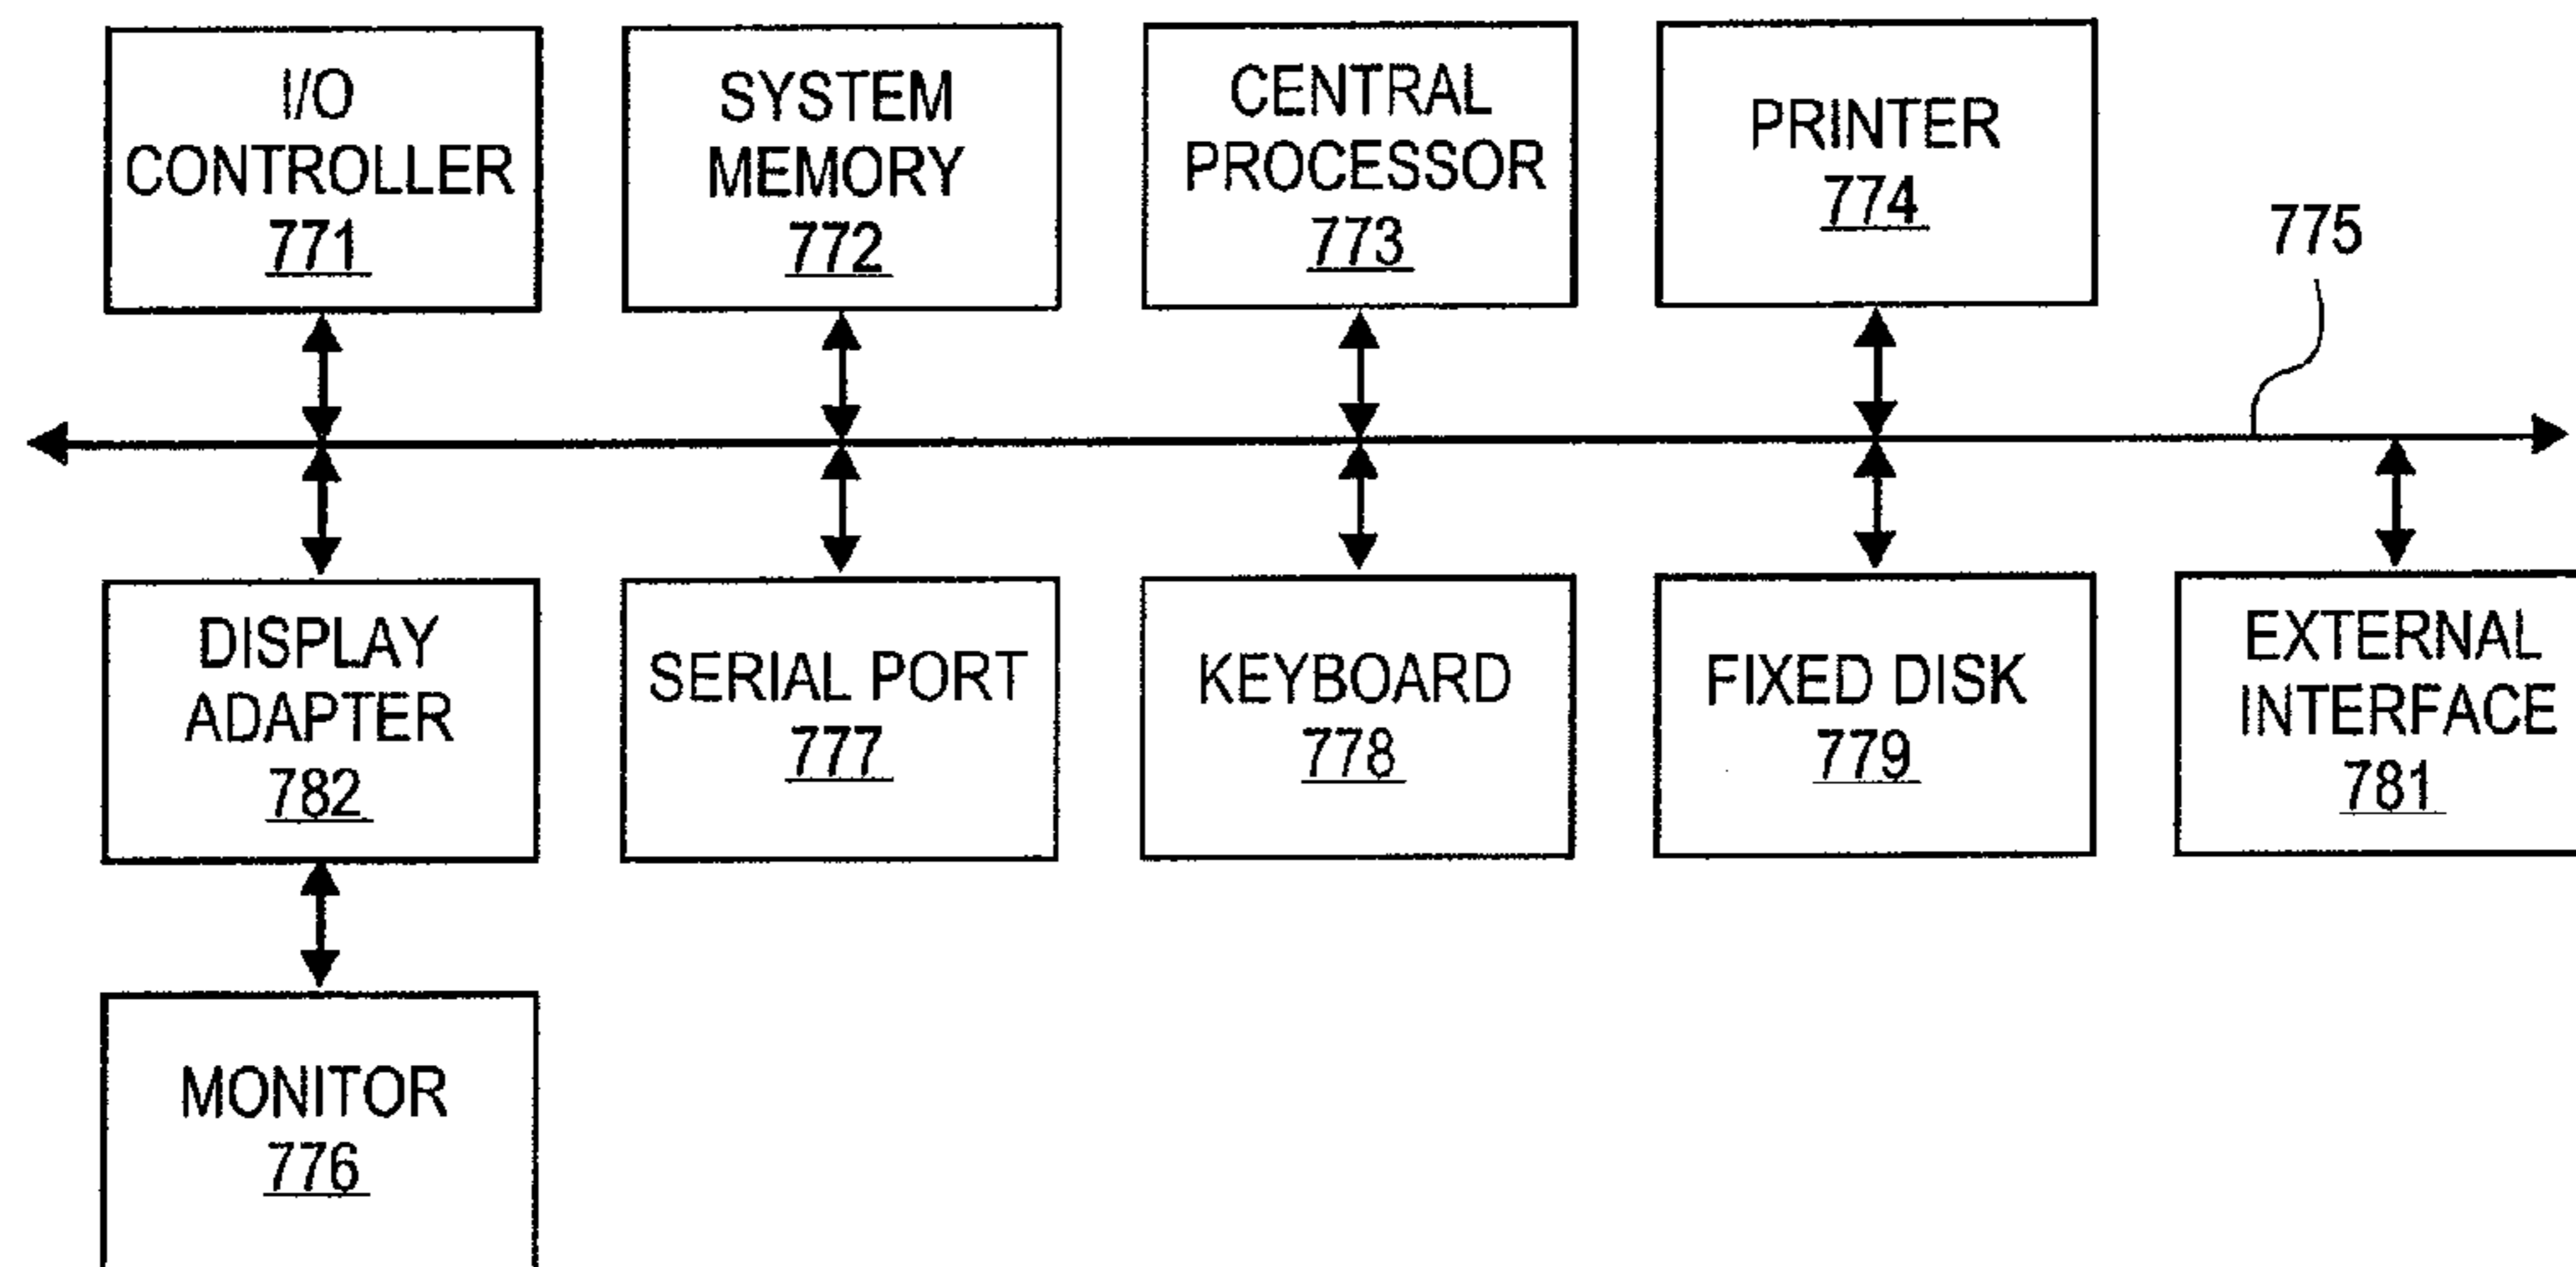 I/O
CONTROLLER
771
SYSTEM
MEMORY
772
CENTRAL
PROCESSOR
773
PRINTER
774
775
DISPLAY
ADAPTER
782
SERIAL PORT
777
KEYBOARD
778
FIXED DISK
779
EXTERNAL
INTERFACE
781
MONITOR
776